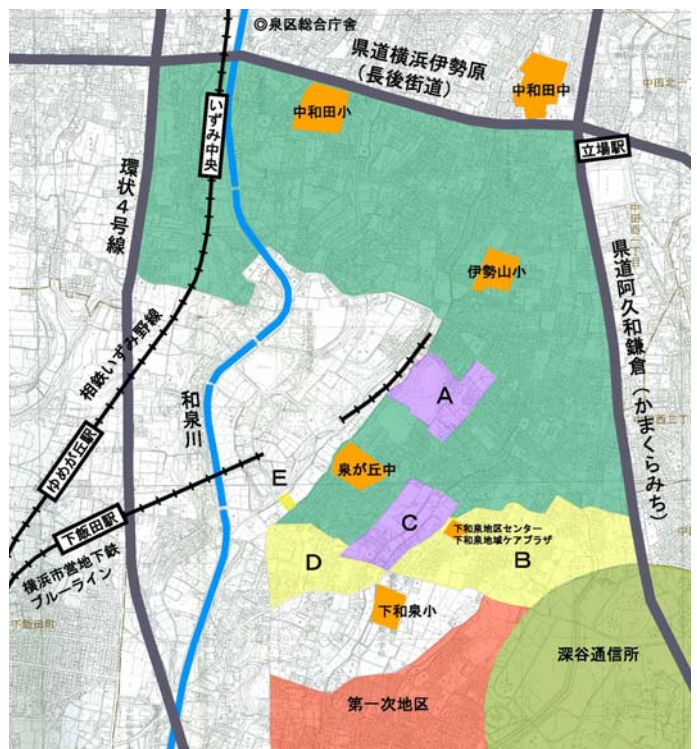 ◎泉区総合庁舎
県道横浜伊勢原
（長後街道）
中和田中
中和田小
いずみ中央
立場駅
環状4号線
伊勢山小
県道阿久和鎌倉（かまくらみち）
相鉄いずみ野線
和泉川
A
ゆめが丘駅
泉が丘中
E
下飯田駅
C
下和泉地区センター
下和泉地域ケアプラザ
B
D
横浜市営地下鉄
ブルーライン
下飯田町
下和泉小
深谷通信所
第一次地区